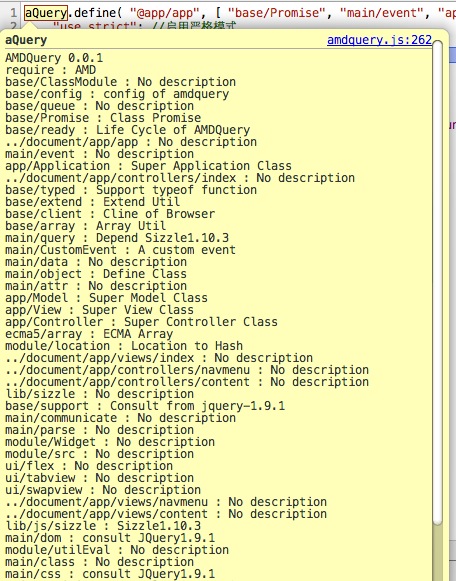 1 aQuery.define( "@app/app", [ "base/Promise", "main/event", "ap
2 "use strict"; //启用严格模式
aQuery amdquery.js:262
AMDQuery 0.0.1
require : AMD
base/ClassModule : No description
base/config : config of amdquery
base/queue : No description
base/Promise : Class Promise
base/ready : Life Cycle of AMDQuery
../document/app/app : No description
main/event : No description
app/Application : Super Application Class
../document/app/controllers/index : No description
base/typed : Support typeof function
base/extend : Extend Util
base/client : Cline of Browser
base/array : Array Util
main/query : Depend Sizzle1.10.3
main/CustomEvent : A custom event
main/data : No description
main/object : Define Class
main/attr : No description
app/Model : Super Model Class
app/View : Super View Class
app/Controller : Super Controller Class
ecma5/array : ECMA Array
module/location : Location to Hash
../document/app/views/index : No description
../document/app/controllers/navmenu : No description
../document/app/controllers/content : No description
lib/sizzle : No description
base/support : Consult from jquery-1.9.1
main/communicate : No description
main/parse : No description
module/Widget : No description
module/src : No description
ui/flex : No description
ui/tabview : No description
ui/swapview : No description
../document/app/views/navmenu : No description
../document/app/views/content : No description
lib/js/sizzle : Sizzle1.10.3
main/dom : consult JQuery1.9.1
module/utilEval : No description
main/class : No description
main/css : consult JQuery1.9.1